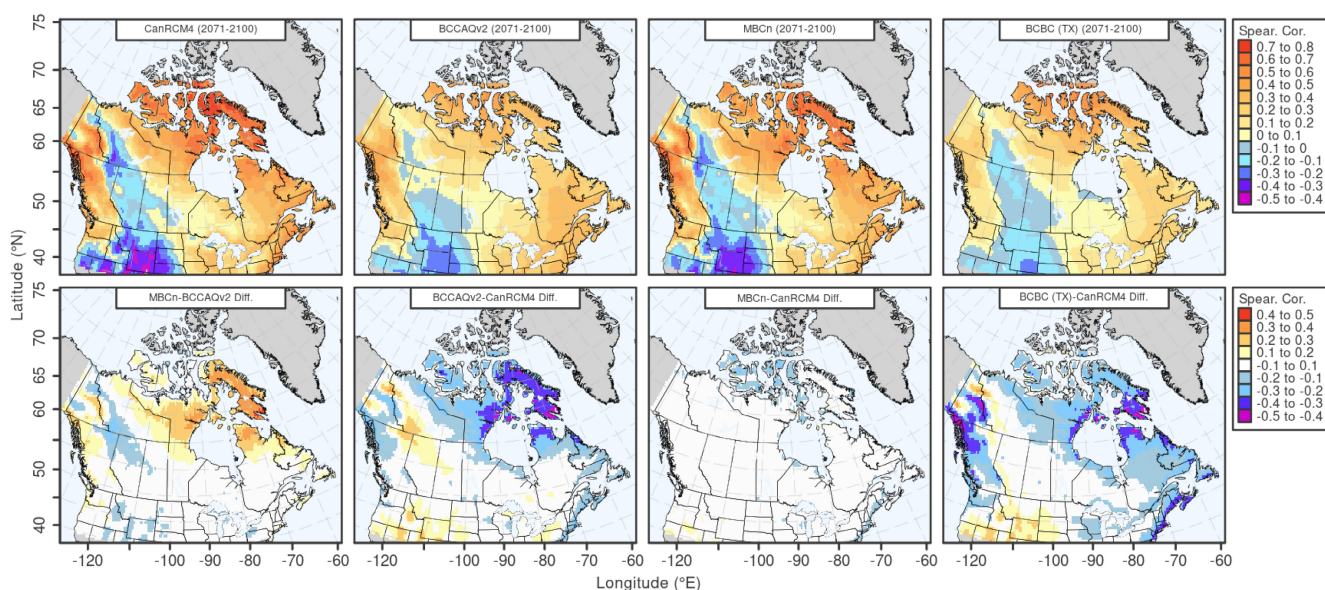 CanRCM4 (2071-2100)
BCCAQv2 (2071-2100)
MBCn (2071-2100)
BCBC (TX) (2071-2100)
Spear. Cor.
0.7 to 0.8
0.6 to 0.7
0.5 to 0.6
0.4 to 0.5
0.3 to 0.4
0.2 to 0.3
0.1 to 0.2
0 to 0.1
-0.1 to 0
-0.2 to -0.1
-0.3 to -0.2
-0.4 to -0.3
-0.5 to -0.4
75
70
65
60
50
40
Latitude (°N)
MBCn-BCCAQv2 Diff.
BCCAQv2-CanRCM4 Diff.
MBCn-CanRCM4 Diff.
BCBC (TX)-CanRCM4 Diff.
Spear. Cor.
0.4 to 0.5
0.3 to 0.4
0.2 to 0.3
0.1 to 0.2
-0.1 to 0.1
-0.2 to -0.1
-0.3 to -0.2
-0.4 to -0.3
-0.5 to -0.4
75
70
65
60
50
40
-120 -100 -90 -80 -70 -60
-120 -100 -90 -80 -70 -60
-120 -100 -90 -80 -70 -60
-120 -100 -90 -80 -70 -60
Longitude (°E)